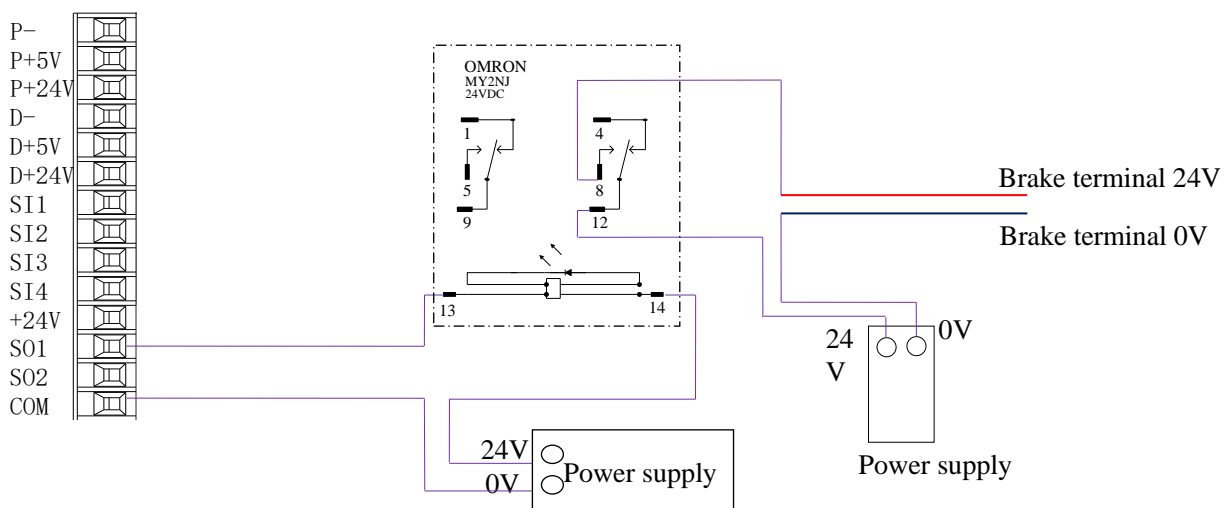 P-
P+5V
P+24V
D-
D+5V
D+24V
SI1
SI2
SI3
SI4
+24V
SO1
SO2
COM
OMRON
MY2NJ
24VDC
1
4
5
8
9
12
13
14
Brake terminal 24V
Brake terminal 0V
24
V
0V
Power supply
24V
0V
Power supply